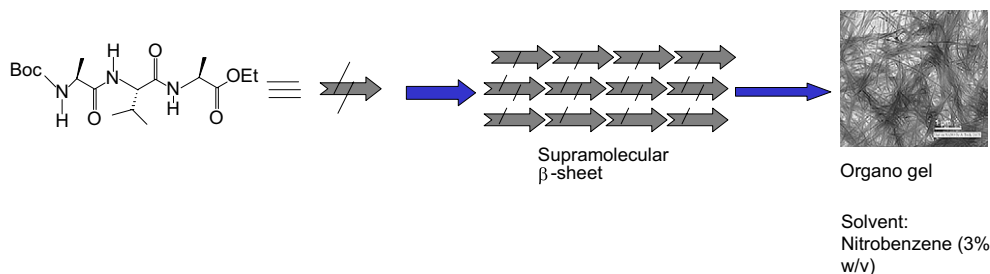 Boc
N
H
O
H
N
O
N
H
OEt
O
Supramolecular
β-sheet
Organo gel
Solvent:
Nitrobenzene (3%
w/v)